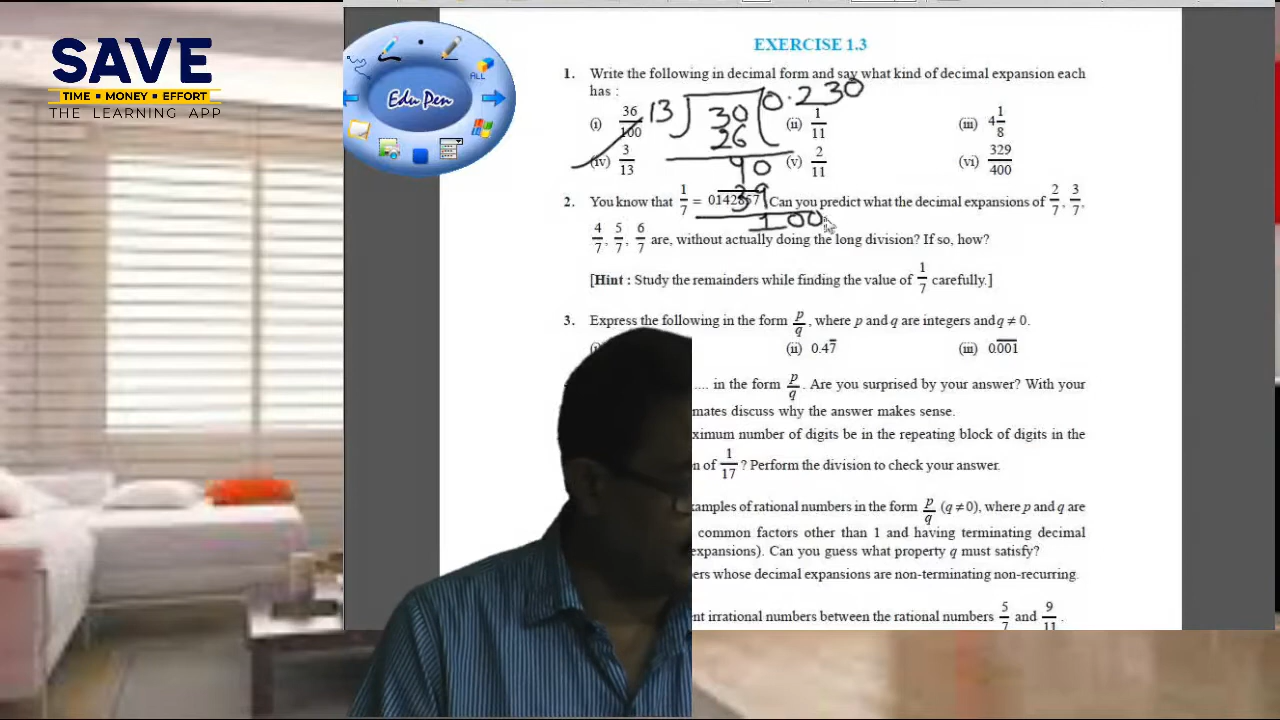 SAVE
TIME ▪ MONEY ▪ EFFORT
THE LEARNING APP
Edu Pen
ALL
EXERCISE 1.3
1. Write the following in decimal form and say what kind of decimal expansion each
has :
(i) 36/100 (ii) 1/11 (iii) 4 1/8
(iv) 3/13 (v) 2/11 (vi) 329/400
13 ) 30 ( 0.230
26
40
39
100
2. You know that 1/7 = 0142857 Can you predict what the decimal expansions of 2/7, 3/7,
4/7, 5/7, 6/7 are, without actually doing the long division? If so, how?
[Hint : Study the remainders while finding the value of 1/7 carefully.]
3. Express the following in the form p/q, where p and q are integers and q ≠ 0.
(ii) 0.47̅ (iii) 0.0̅0̅1̅
.... in the form p/q. Are you surprised by your answer? With your
mates discuss why the answer makes sense.
ximum number of digits be in the repeating block of digits in the
n of 1/17? Perform the division to check your answer.
xamples of rational numbers in the form p/q (q ≠ 0), where p and q are
common factors other than 1 and having terminating decimal
expansions). Can you guess what property q must satisfy?
ers whose decimal expansions are non-terminating non-recurring.
nt irrational numbers between the rational numbers 5/7 and 9/11.